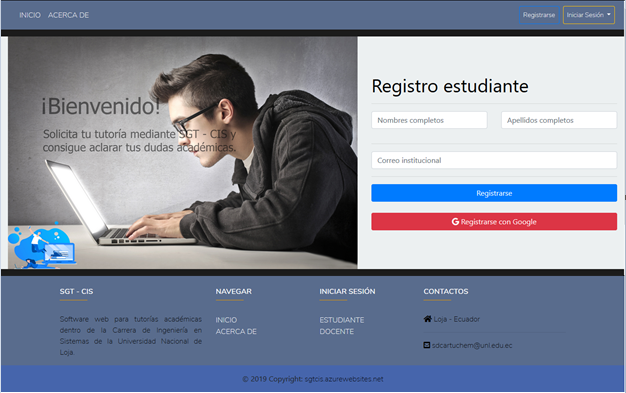 INICIO ACERCA DE Registrarse Iniciar Sesión
¡Bienvenido!
Solicita tu tutoría mediante SGT - CIS y
consigue aclarar tus dudas académicas.
Registro estudiante
Nombres completos Apellidos completos
Correo institucional
Registrarse
G Registrarse con Google
SGT - CIS
Software web para tutorías académicas
dentro de la Carrera de Ingeniería en
Sistemas de la Universidad Nacional de
Loja
NAVEGAR
INICIO
ACERCA DE
INICIAR SESIÓN
ESTUDIANTE
DOCENTE
CONTACTOS
Loja - Ecuador
sdcartuchem@unl.edu.ec
© 2019 Copyright: sgtcis.azurewebsites.net